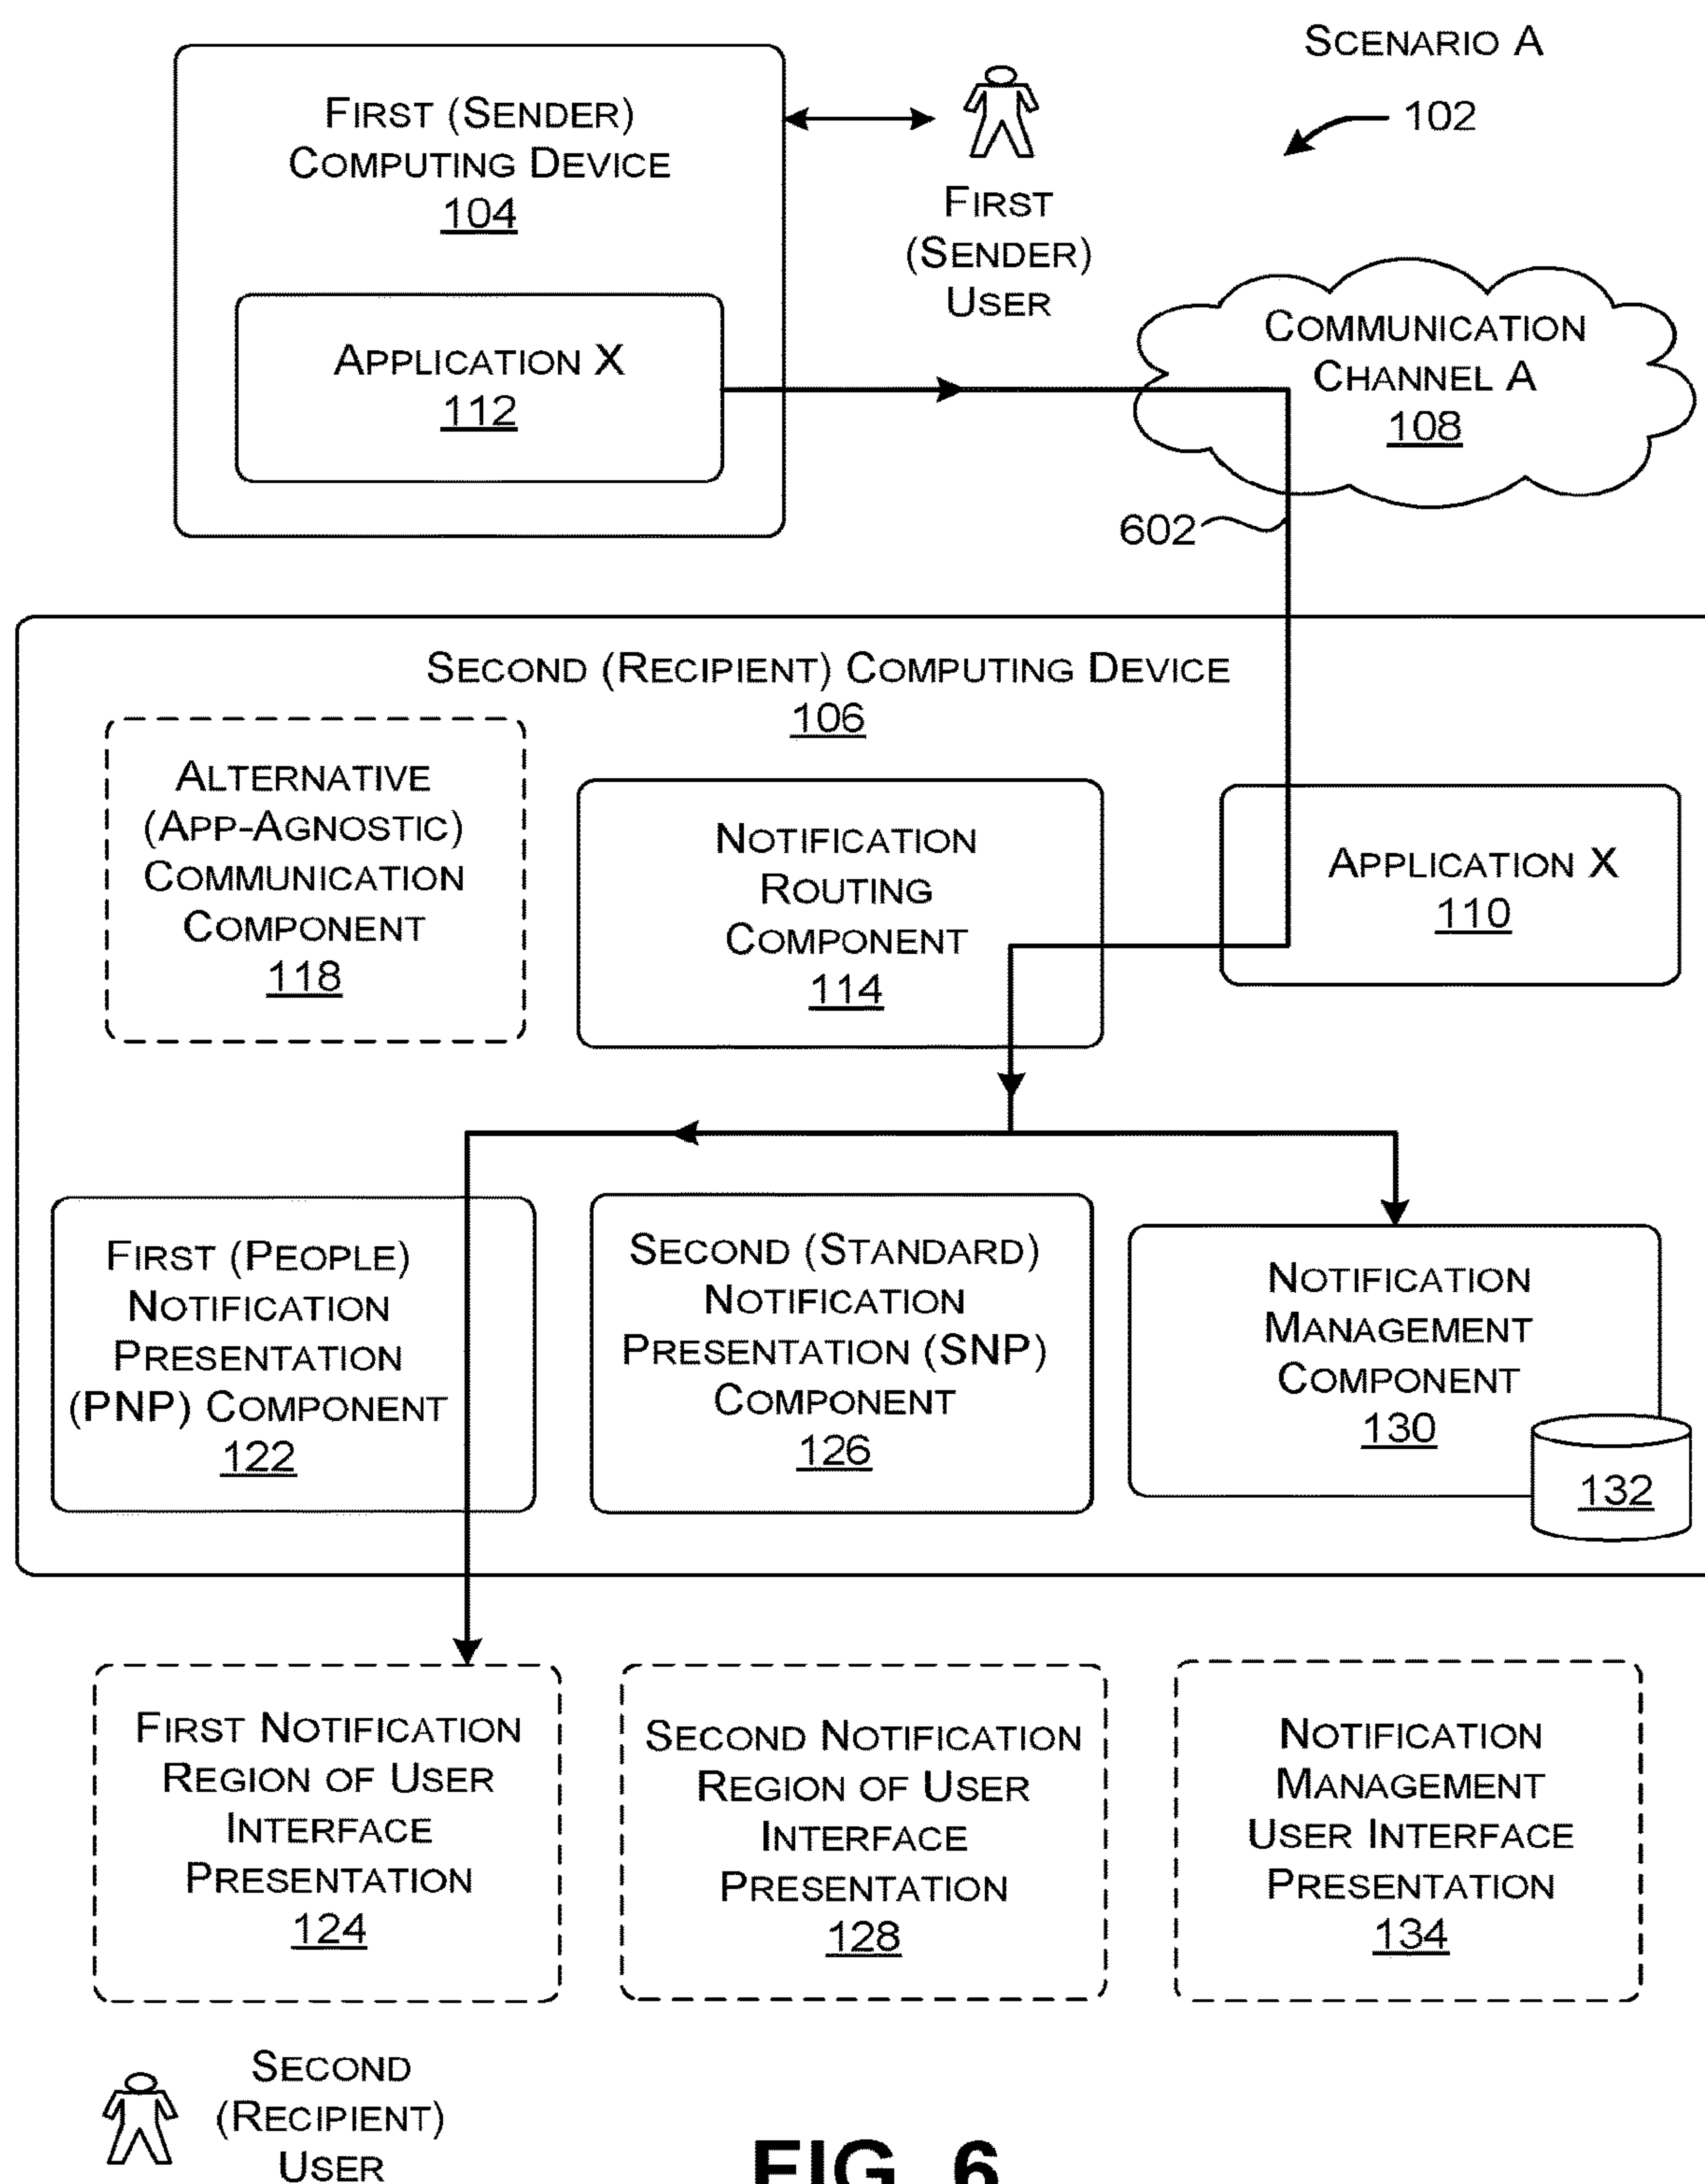 SCENARIO A
102
FIRST (SENDER)
COMPUTING DEVICE
104
FIRST
(SENDER)
USER
APPLICATION X
112
COMMUNICATION
CHANNEL A
108
602
SECOND (RECIPIENT) COMPUTING DEVICE
106
ALTERNATIVE
(APP-AGNOSTIC)
COMMUNICATION
COMPONENT
118
NOTIFICATION
ROUTING
COMPONENT
114
APPLICATION X
110
FIRST (PEOPLE)
NOTIFICATION
PRESENTATION
(PNP) COMPONENT
122
SECOND (STANDARD)
NOTIFICATION
PRESENTATION (SNP)
COMPONENT
126
NOTIFICATION
MANAGEMENT
COMPONENT
130
132
FIRST NOTIFICATION
REGION OF USER
INTERFACE
PRESENTATION
124
SECOND NOTIFICATION
REGION OF USER
INTERFACE
PRESENTATION
128
NOTIFICATION
MANAGEMENT
USER INTERFACE
PRESENTATION
134
SECOND
(RECIPIENT)
USER
FIG. 6